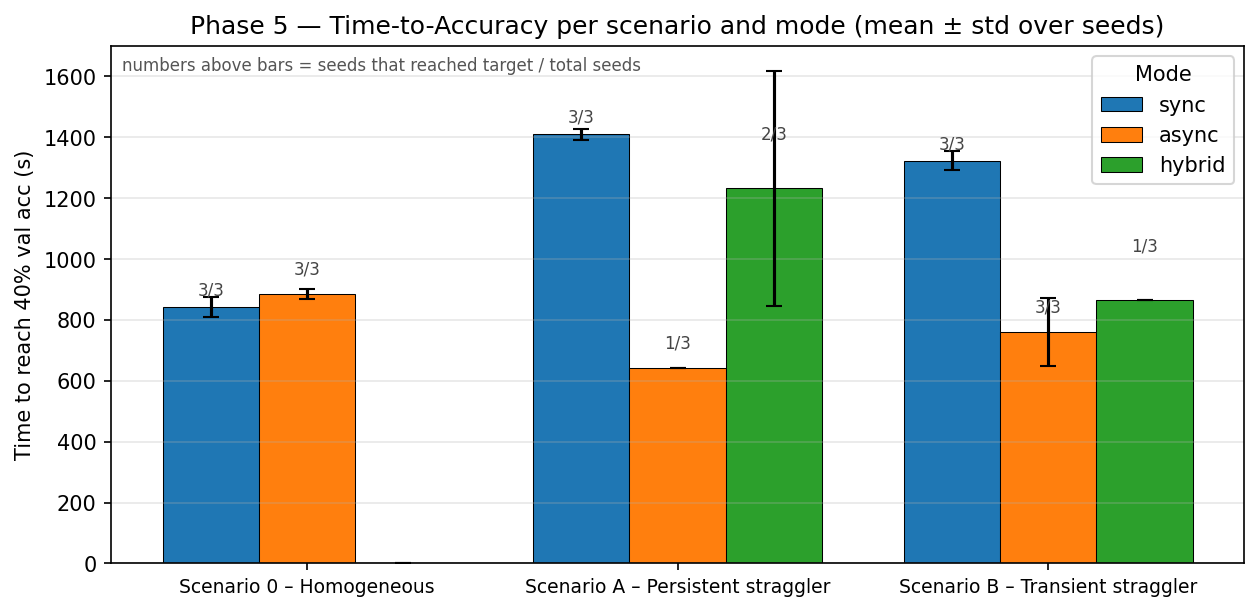 Phase 5 — Time-to-Accuracy per scenario and mode (mean ± std over seeds)
numbers above bars = seeds that reached target / total seeds
Time to reach 40% val acc (s)
1600
1400
1200
1000
800
600
400
200
0
3/3
3/3
3/3
1/3
2/3
3/3
3/3
1/3
Mode
sync
async
hybrid
Scenario 0 – Homogeneous
Scenario A – Persistent straggler
Scenario B – Transient straggler